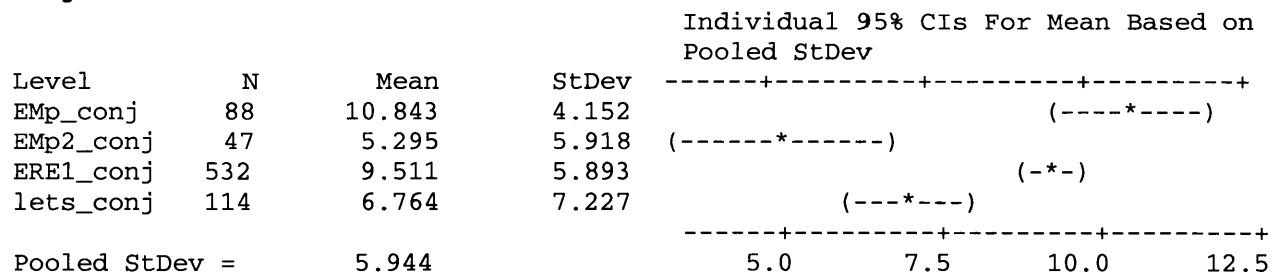 Individual 95% CIs For Mean Based on
Pooled StDev
Level N Mean StDev ------+---------+---------+---------+
EMp_conj 88 10.843 4.152 (----*----)
EMp2_conj 47 5.295 5.918 (------*------)
ERE1_conj 532 9.511 5.893 (-*-)
lets_conj 114 6.764 7.227 (---*---)
------+---------+---------+---------+
Pooled StDev = 5.944 5.0 7.5 10.0 12.5